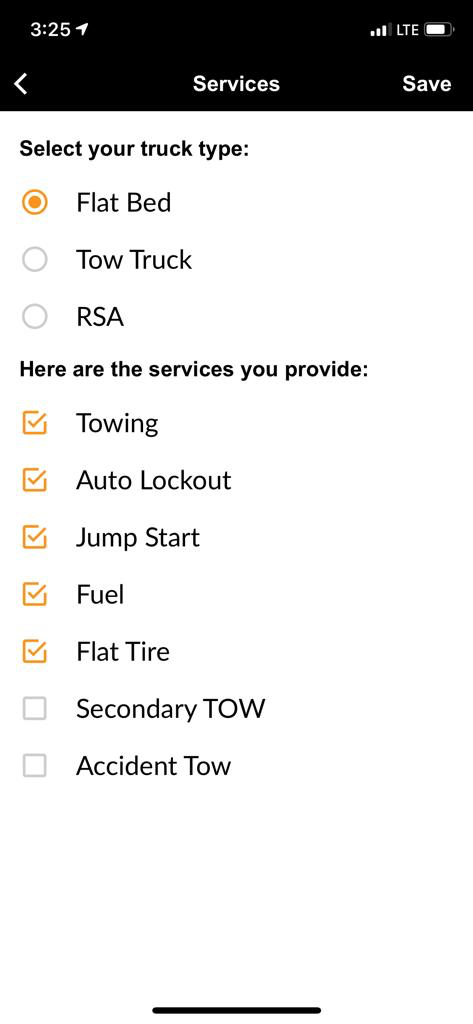 3:25
LTE
Services
Save
Select your truck type:
Flat Bed
Tow Truck
RSA
Here are the services you provide:
Towing
Auto Lockout
Jump Start
Fuel
Flat Tire
Secondary TOW
Accident Tow